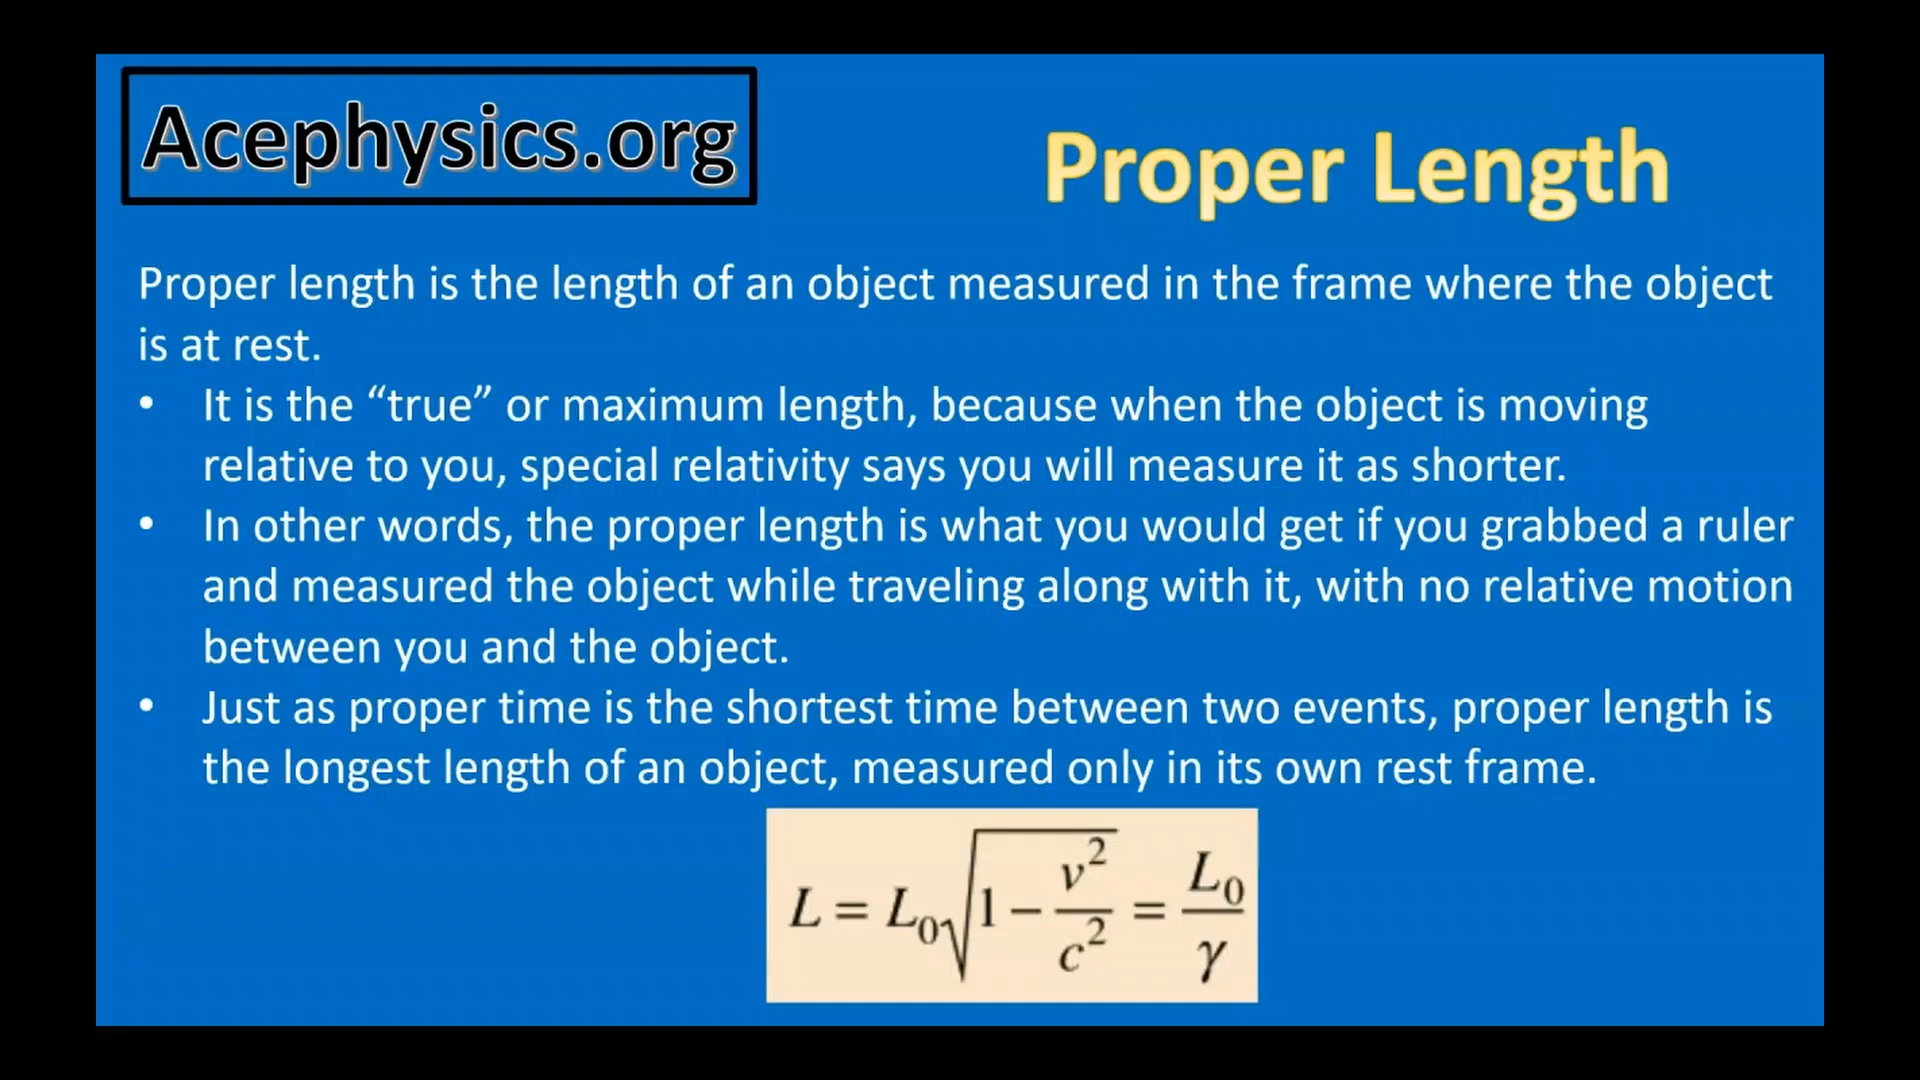 Acephysics.org
Proper Length
Proper length is the length of an object measured in the frame where the object
is at rest.
• It is the “true” or maximum length, because when the object is moving
relative to you, special relativity says you will measure it as shorter.
• In other words, the proper length is what you would get if you grabbed a ruler
and measured the object while traveling along with it, with no relative motion
between you and the object.
• Just as proper time is the shortest time between two events, proper length is
the longest length of an object, measured only in its own rest frame.
L = L₀√(1 − v²/c²) = L₀/γ